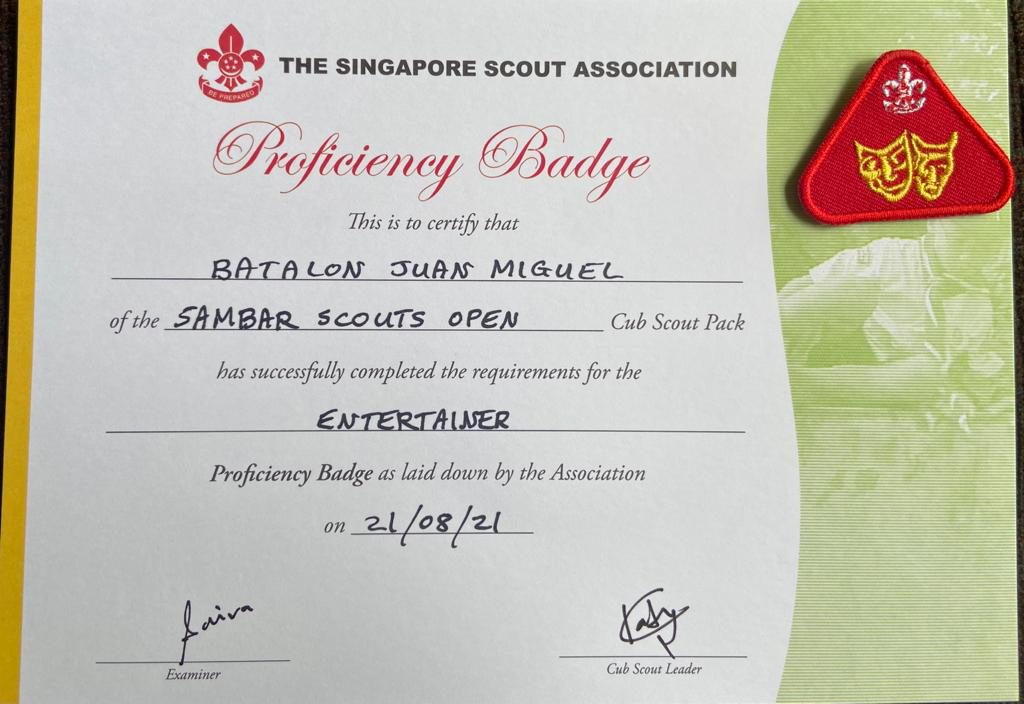 THE SINGAPORE SCOUT ASSOCIATION
BE PREPARED
Proficiency Badge
This is to certify that
BATALON JUAN MIGUEL
of the SAMBAR SCOUTS OPEN Cub Scout Pack
has successfully completed the requirements for the
ENTERTAINER
Proficiency Badge as laid down by the Association
on 21/08/21
Examiner
Cub Scout Leader